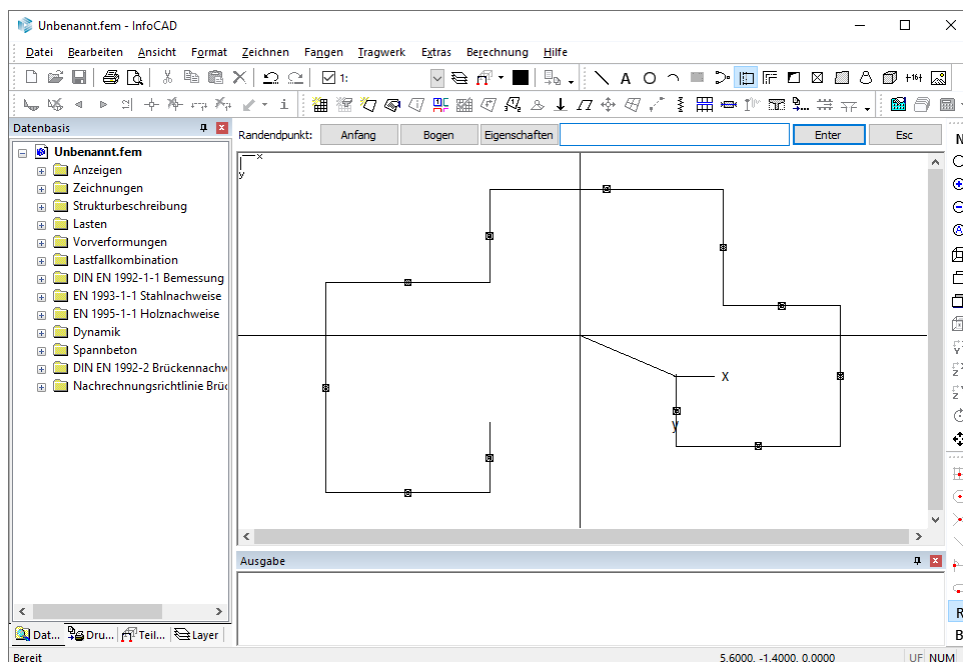 Unbenannt.fem - InfoCAD
Datei Bearbeiten Ansicht Format Zeichnen Fangen Tragwerk Extras Berechnung Hilfe
1:
Datenbasis
Randendpunkt: Anfang Bogen Eigenschaften Enter Esc
Unbenannt.fem
Anzeigen
Zeichnungen
Strukturbeschreibung
Lasten
Vorverformungen
Lastfallkombination
DIN EN 1992-1-1 Bemessung
EN 1993-1-1 Stahlnachweise
EN 1995-1-1 Holznachweise
Dynamik
Spannbeton
DIN EN 1992-2 Brückennachw
Nachrechnungsrichtlinie Brüc
x
y
x
y
Ausgabe
Dat... Dru... Teil... Layer
Bereit 5.6000, -1.4000, 0.0000 UF NUM